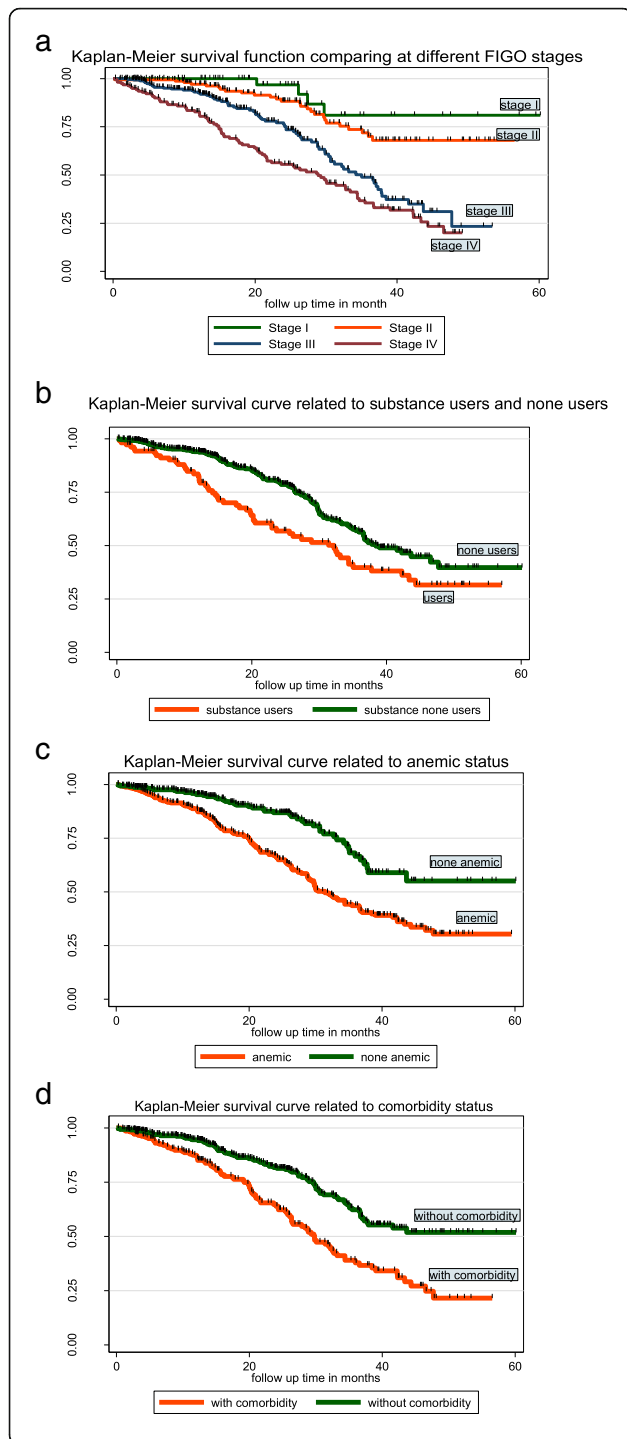 a
Kaplan-Meier survival function comparing at different FIGO stages
1.00
0.75
0.50
0.25
0.00
stage I
stage II
stage III
stage IV
0 20 40 60
follw up time in month
Stage I Stage II
Stage III Stage IV
b
Kaplan-Meier survival curve related to substance users and none users
1.00
0.75
0.50
0.25
0.00
none users
users
0 20 40 60
follow up time in months
substance users substance none users
c
Kaplan-Meier survival curve related to anemic status
1.00
0.75
0.50
0.25
0.00
none anemic
anemic
0 20 40 60
follow up time in months
anemic none anemic
d
Kaplan-Meier survival curve related to comorbidity status
1.00
0.75
0.50
0.25
0.00
without comorbidity
with comorbidity
0 20 40 60
follow up time in months
with comorbidity without comorbidity